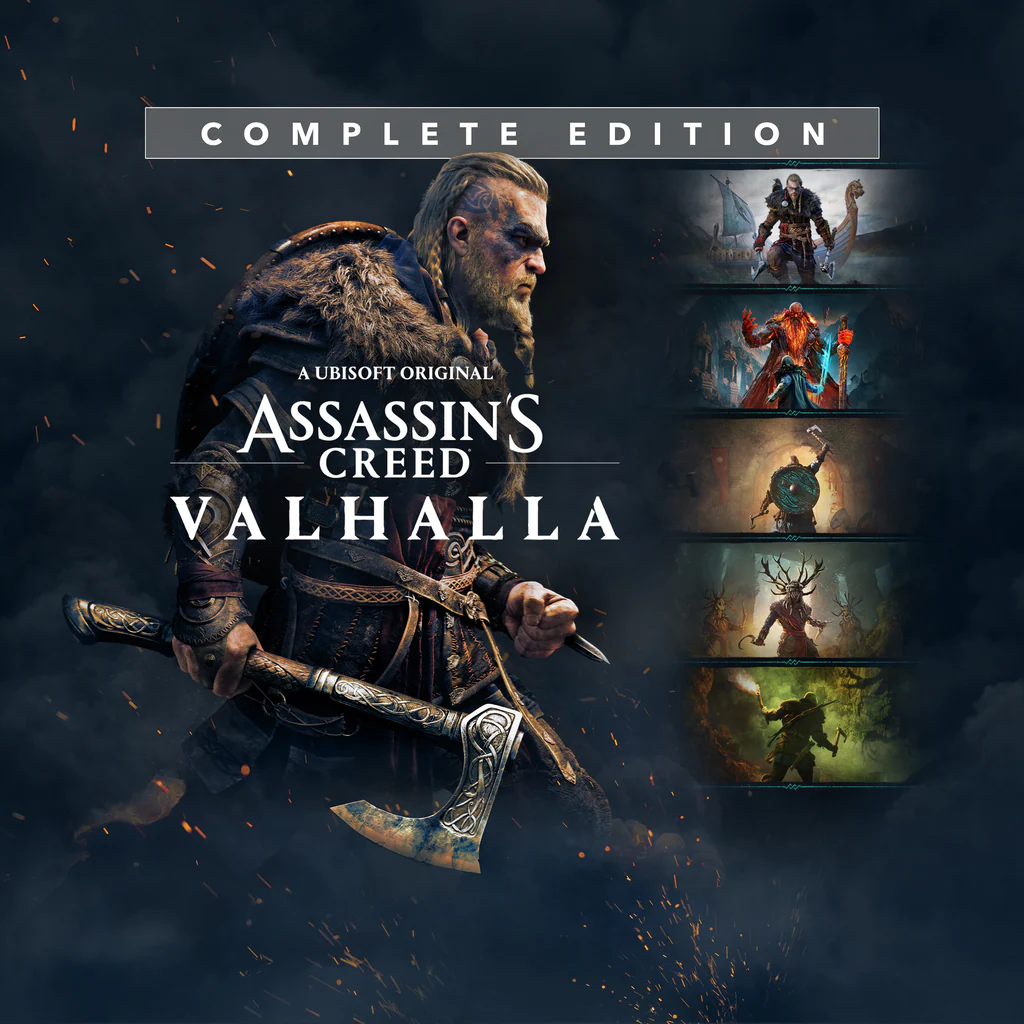 COMPLETE EDITION
A UBISOFT ORIGINAL
ASSASSIN'S
CREED
VALHALLA